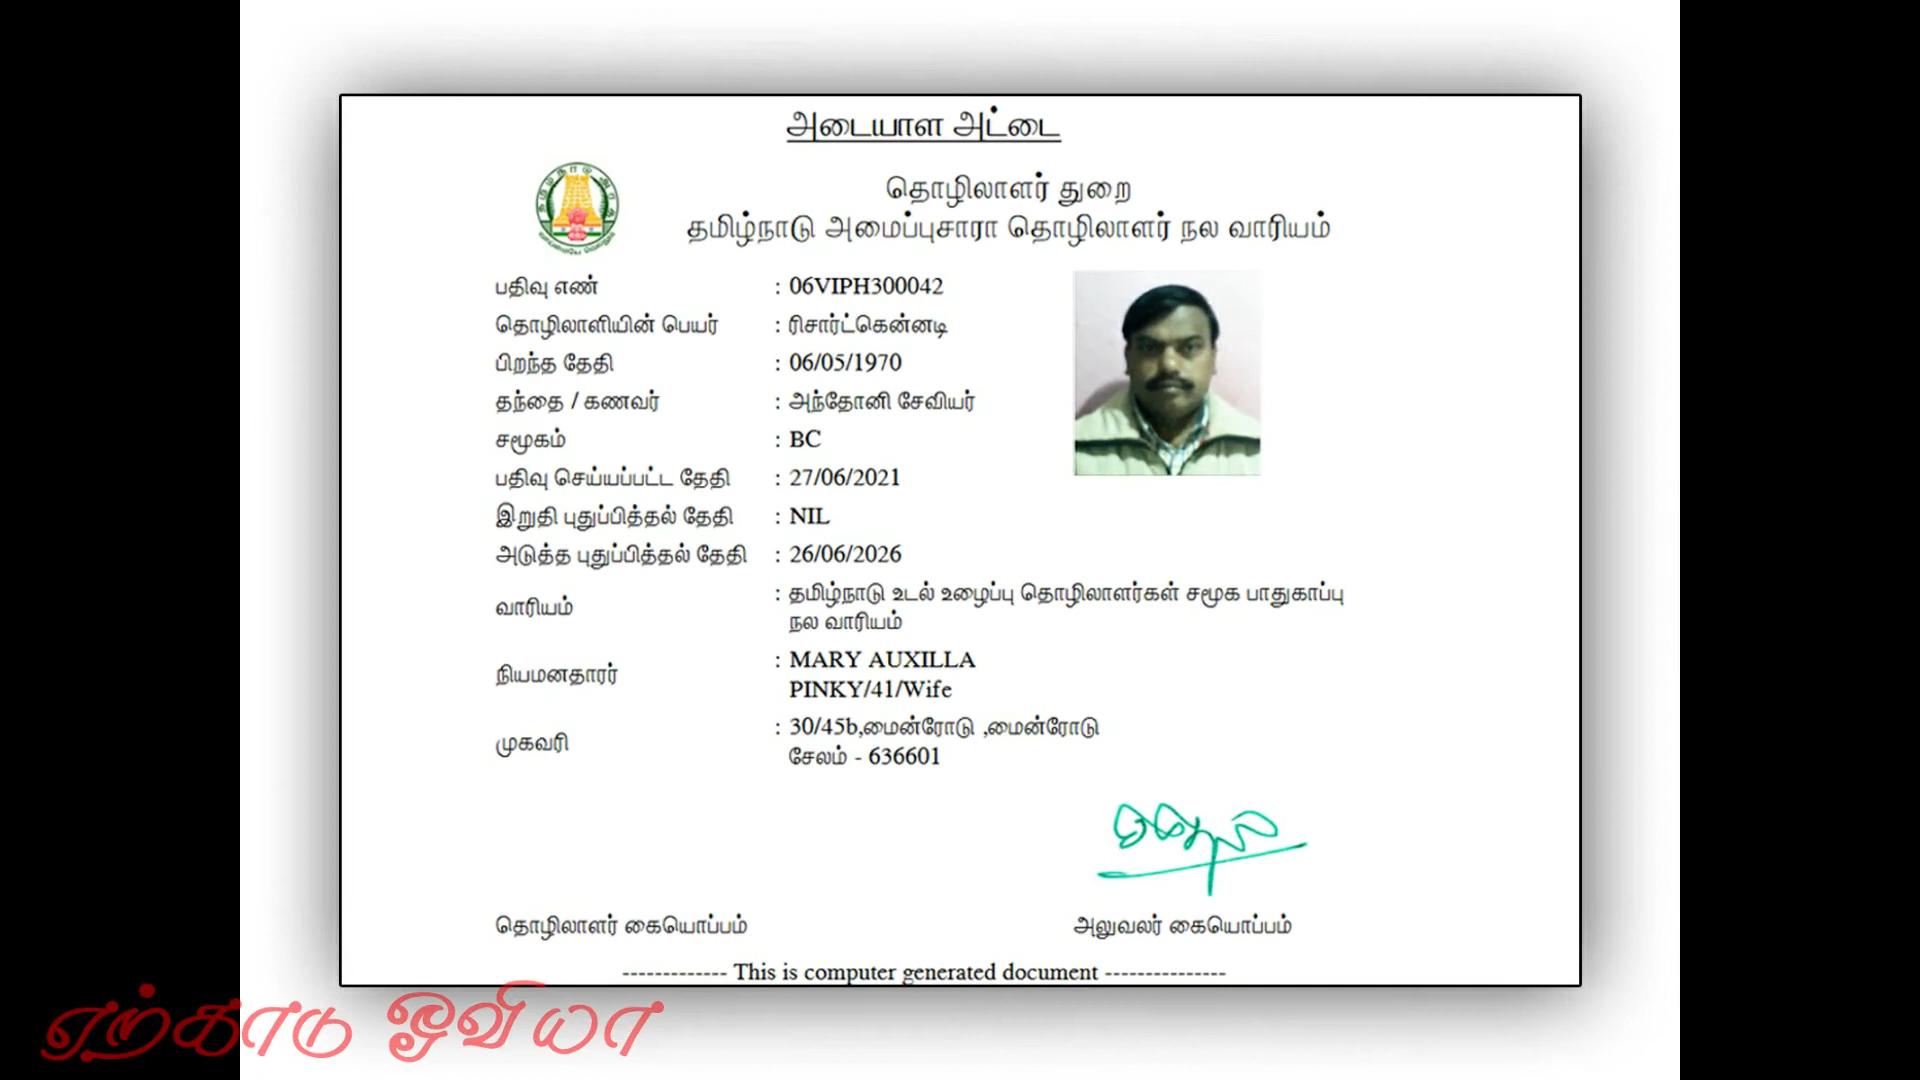 அடையாள அட்டை
தொழிலாளர் துறை
தமிழ்நாடு அமைப்புசாரா தொழிலாளர் நல வாரியம்
பதிவு எண் : 06VIPH300042
தொழிலாளியின் பெயர் : ரிசார்ட்கென்னடி
பிறந்த தேதி : 06/05/1970
தந்தை / கணவர் : அந்தோனி சேவியர்
சமூகம் : BC
பதிவு செய்யப்பட்ட தேதி : 27/06/2021
இறுதி புதுப்பித்தல் தேதி : NIL
அடுத்த புதுப்பித்தல் தேதி : 26/06/2026
வாரியம் : தமிழ்நாடு உடல் உழைப்பு தொழிலாளர்கள் சமூக பாதுகாப்பு
நல வாரியம்
நியமனதாரர் : MARY AUXILLA
PINKY/41/Wife
முகவரி : 30/45b,மைன்ரோடு ,மைன்ரோடு
சேலம் - 636601
தொழிலாளர் கையொப்பம்
அலுவலர் கையொப்பம்
------------- This is computer generated document ---------------
ஏற்காடு ஓவியா